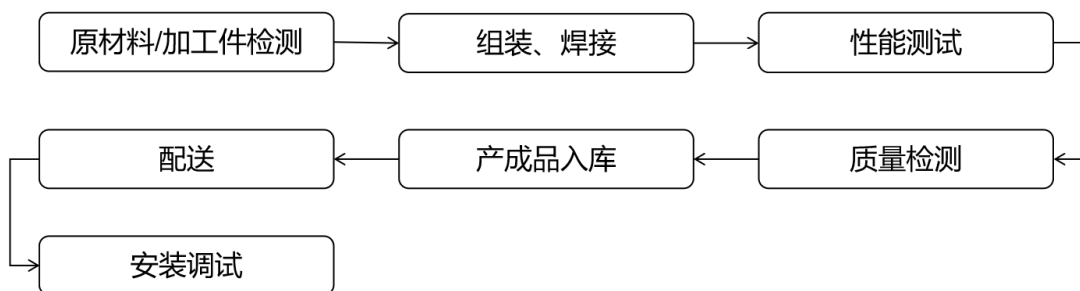 原材料/加工件检测
组装、焊接
性能测试
质量检测
产成品入库
配送
安装调试